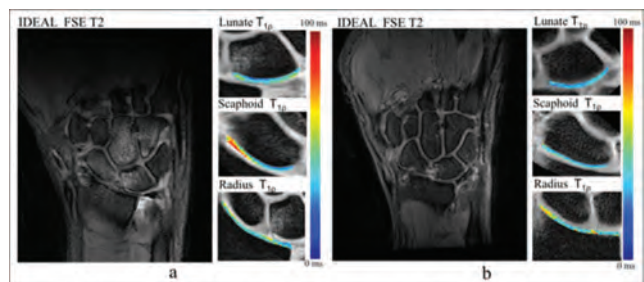 IDEAL FSE T2
Lunate T1ρ
100 ms
Scaphoid T1ρ
Radius T1ρ
0 ms
a
IDEAL FSE T2
Lunate T1ρ
100 ms
Scaphoid T1ρ
Radius T1ρ
0 ms
b